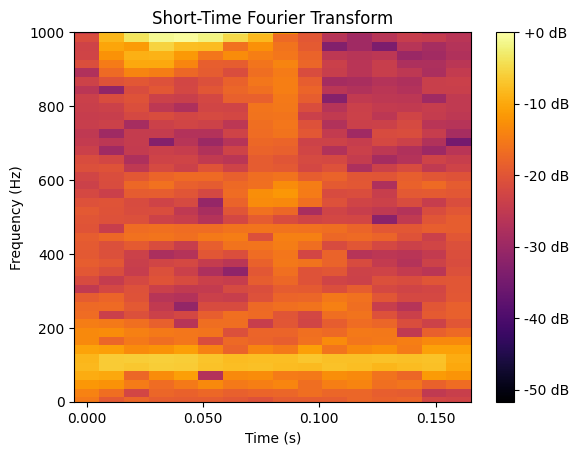 Short-Time Fourier Transform
1000
800
600
400
200
0
Frequency (Hz)
0.000
0.050
0.100
0.150
Time (s)
+0 dB
-10 dB
-20 dB
-30 dB
-40 dB
-50 dB